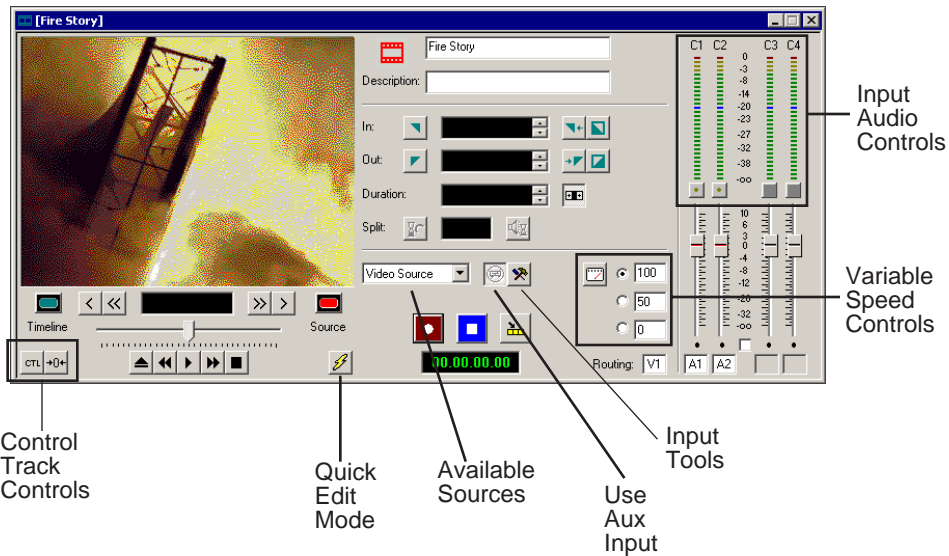 [Fire Story]
Fire Story
Description:
In:
Out:
Duration:
Split:
Video Source
100
50
0
Timeline
Source
CTL
→0←
00.00.00.00
Routing:
V1
A1
A2
C1 C2 C3 C4
0
-3
-8
-14
-20
-23
-27
-32
-38
-oo
10
6
3
0
-4
-8
-12
-20
-32
-oo
Input
Audio
Controls
Variable
Speed
Controls
Control
Track
Controls
Quick
Edit
Mode
Available
Sources
Use
Aux
Input
Input
Tools